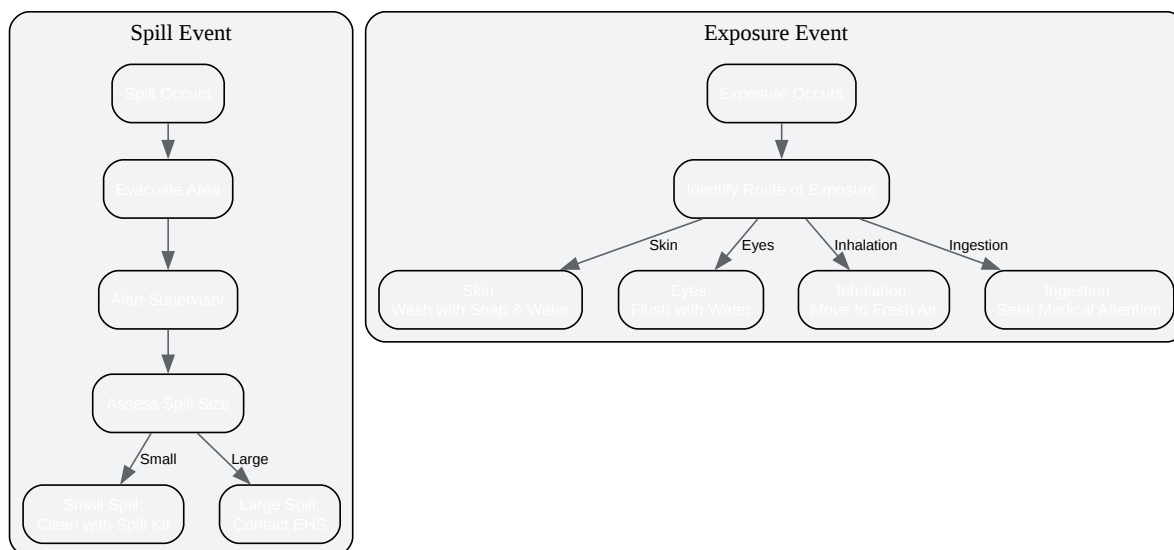 Spill Event
Spill Occurs
Evacuate Area
Alert Supervisor
Assess Spill Size
Small
Large
Small Spill:
Clean with Spill Kit
Large Spill:
Contact EHS
Exposure Event
Exposure Occurs
Identify Route of Exposure
Skin
Eyes
Inhalation
Ingestion
Skin:
Wash with Soap & Water
Eyes:
Flush with Water
Inhalation:
Move to Fresh Air
Ingestion:
Seek Medical Attention